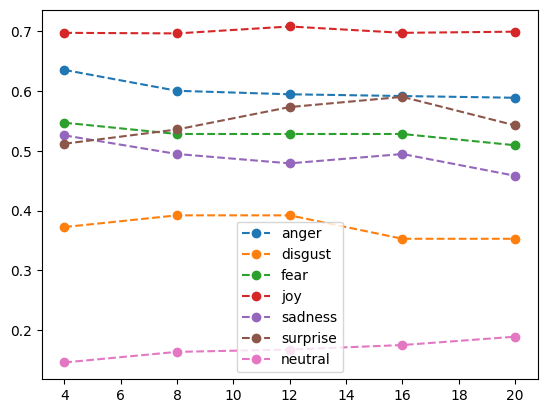 0.7
0.6
0.5
0.4
0.3
0.2
anger
disgust
fear
joy
sadness
surprise
neutral
4 6 8 10 12 14 16 18 20